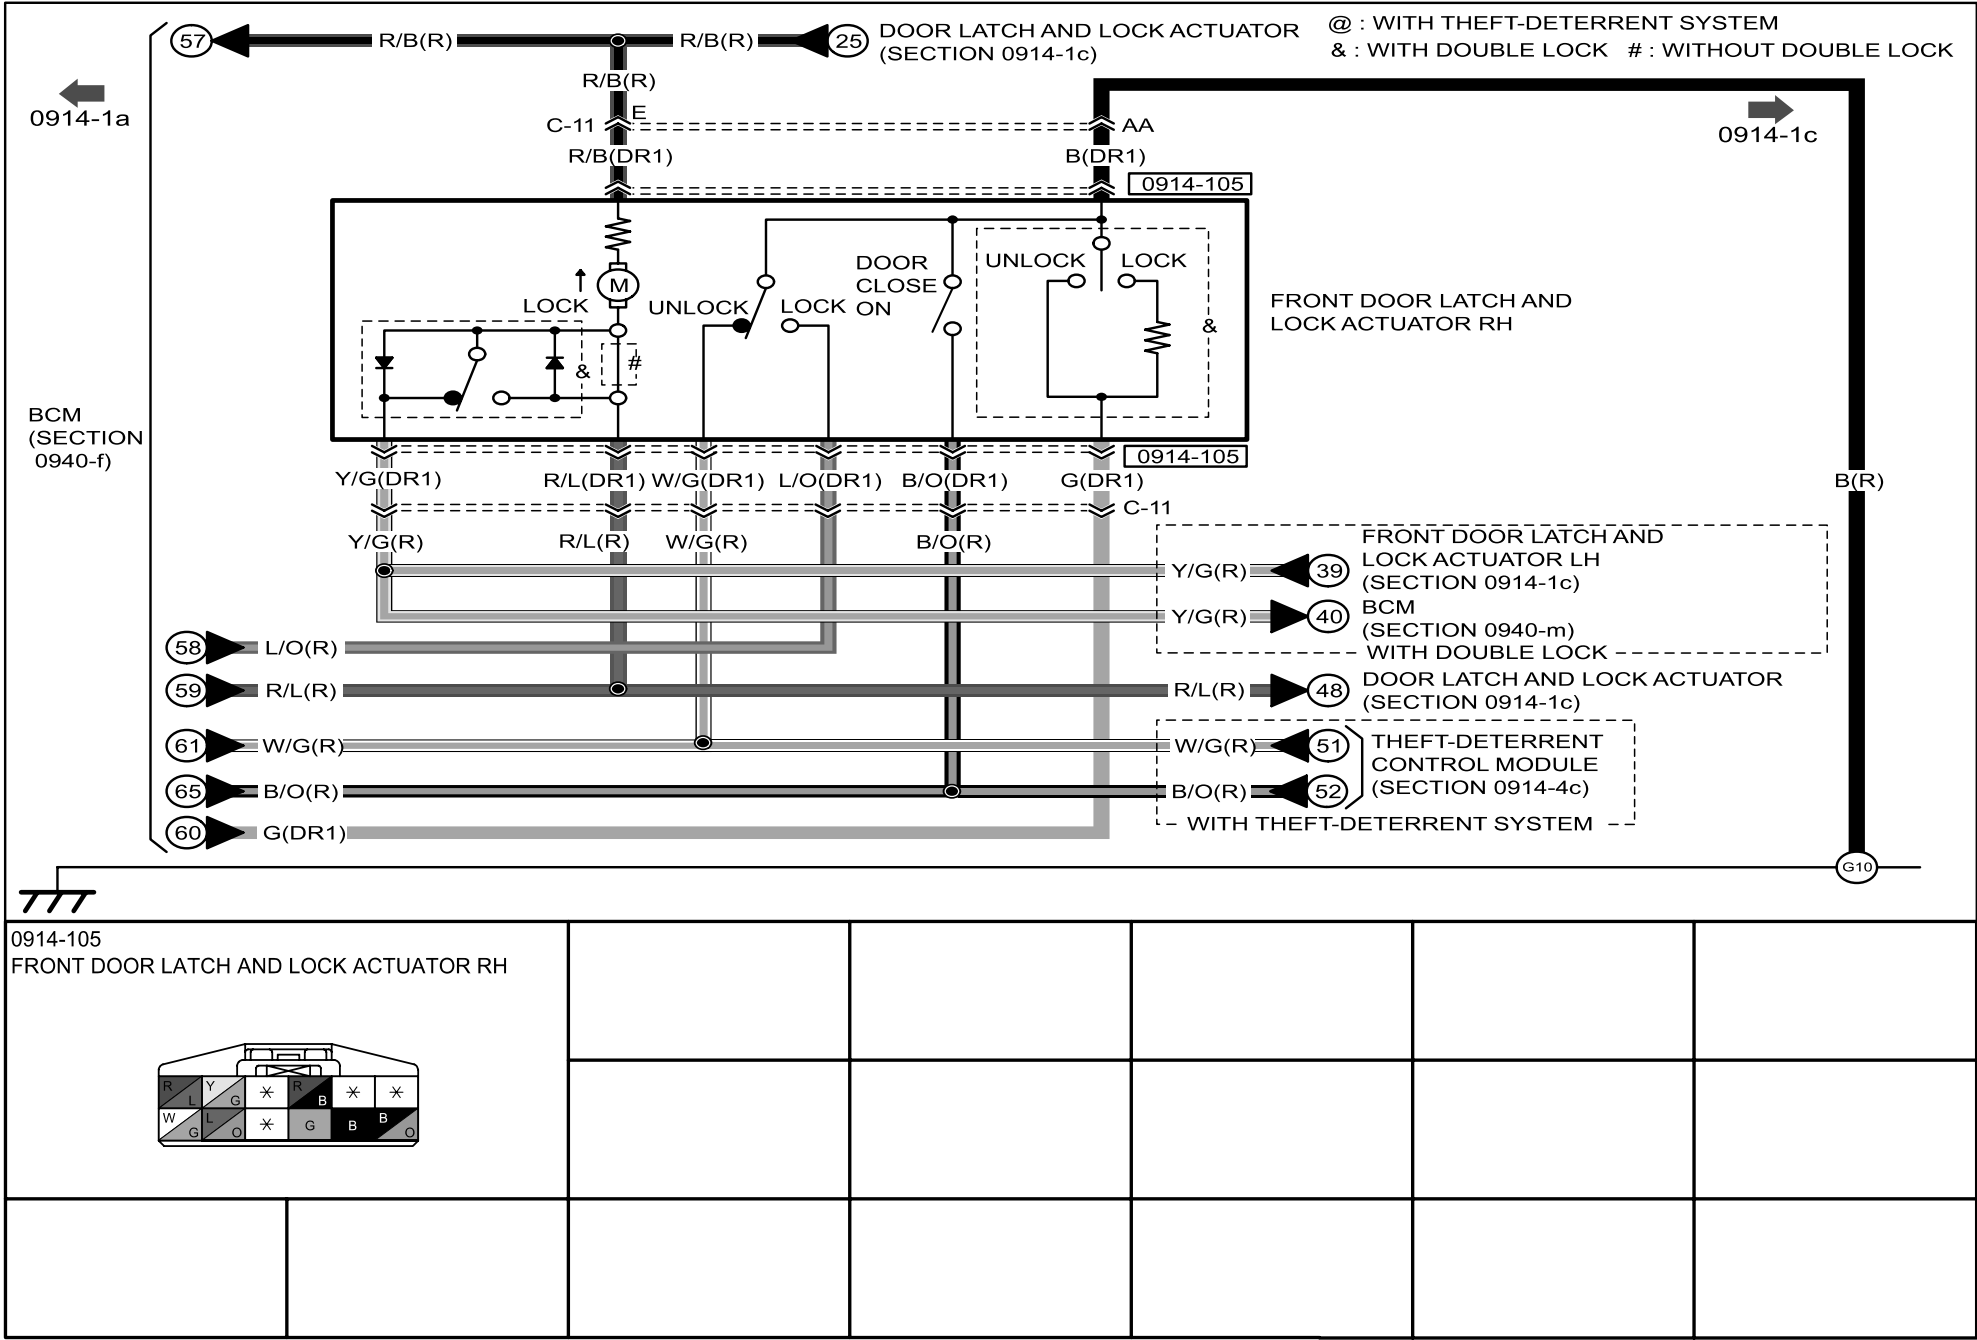 57
R/B(R)
R/B(R)
25
DOOR LATCH AND LOCK ACTUATOR
(SECTION 0914-1c)
@ : WITH THEFT-DETERRENT SYSTEM
& : WITH DOUBLE LOCK # : WITHOUT DOUBLE LOCK
0914-1a
R/B(R)
C-11
E
AA
0914-1c
R/B(DR1)
B(DR1)
0914-105
DOOR
CLOSE
ON
UNLOCK
LOCK
M
LOCK
UNLOCK
LOCK
FRONT DOOR LATCH AND
LOCK ACTUATOR RH
&
#
&
BCM
(SECTION
0940-f)
0914-105
Y/G(DR1)
R/L(DR1)
W/G(DR1)
L/O(DR1)
B/O(DR1)
G(DR1)
B(R)
C-11
Y/G(R)
R/L(R)
W/G(R)
B/O(R)
Y/G(R)
39
FRONT DOOR LATCH AND
LOCK ACTUATOR LH
(SECTION 0914-1c)
Y/G(R)
40
BCM
(SECTION 0940-m)
WITH DOUBLE LOCK
58
L/O(R)
59
R/L(R)
R/L(R)
48
DOOR LATCH AND LOCK ACTUATOR
(SECTION 0914-1c)
61
W/G(R)
W/G(R)
51
THEFT-DETERRENT
CONTROL MODULE
(SECTION 0914-4c)
65
B/O(R)
B/O(R)
52
WITH THEFT-DETERRENT SYSTEM
60
G(DR1)
G10
0914-105
FRONT DOOR LATCH AND LOCK ACTUATOR RH
R
L
Y
G
R
B
W
G
L
O
G
B
B
O